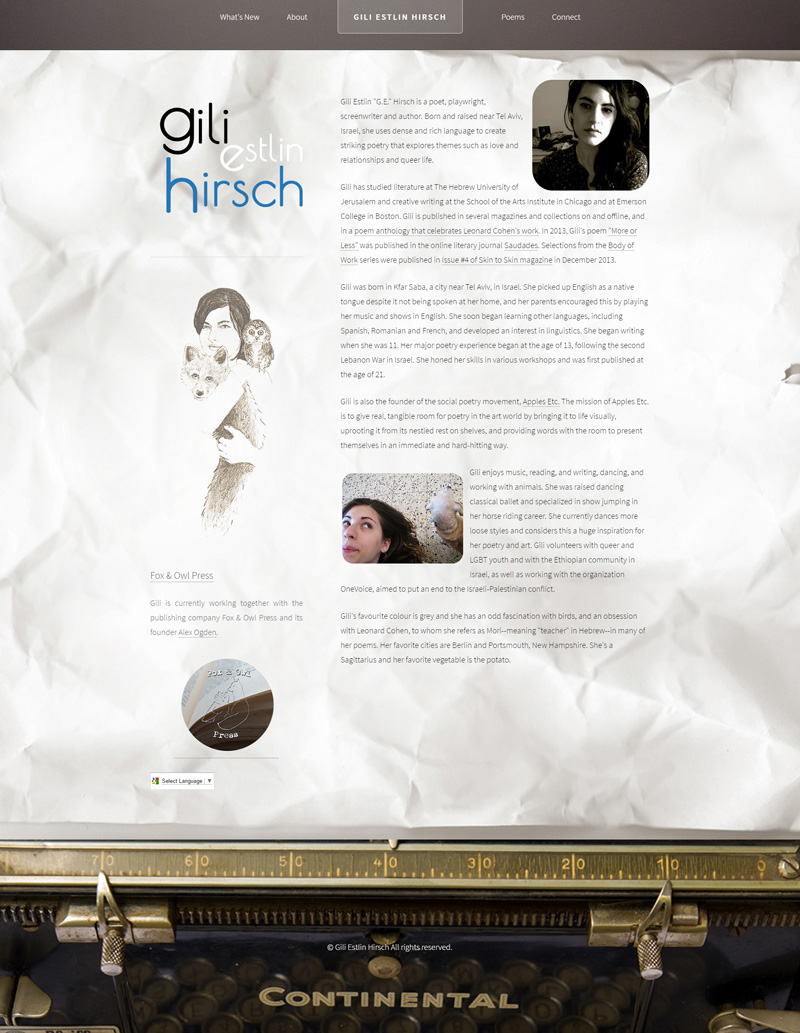 What's New
About
GILI ESTLIN HIRSCH
Poems
Connect
gili
estlin
hirsch
Fox & Owl Press
Gili is currently working together with the
publishing company Fox & Owl Press and its
founder Alex Ogden.
Fox & Owl
Press
Select Language
Gili Estlin "G.E." Hirsch is a poet, playwright,
screenwriter and author. Born and raised near Tel Aviv,
Israel, she uses dense and rich language to create
striking poetry that explores themes such as love and
relationships and queer life.
Gili has studied literature at The Hebrew University of
Jerusalem and creative writing at the School of the Arts Institute in Chicago and at Emerson
College in Boston. Gili is published in several magazines and collections on and offline, and
in a poem anthology that celebrates Leonard Cohen's work. In 2013, Gili's poem "More or
Less" was published in the online literary journal Saudades. Selections from the Body of
Work series were published in Issue #4 of Skin to Skin magazine in December 2013.
Gili was born in Kfar Saba, a city near Tel Aviv, in Israel. She picked up English as a native
tongue despite it not being spoken at her home, and her parents encouraged this by playing
her music and shows in English. She soon began learning other languages, including
Spanish, Romanian and French, and developed an interest in linguistics. She began writing
when she was 11. Her major poetry experience began at the age of 13, following the second
Lebanon War in Israel. She honed her skills in various workshops and was first published at
the age of 21.
Gili is also the founder of the social poetry movement, Apples Etc. The mission of Apples Etc.
is to give real, tangible room for poetry in the art world by bringing it to life visually,
uprooting it from its nestled rest on shelves, and providing words with the room to present
themselves in an immediate and hard-hitting way.
Gili enjoys music, reading, and writing, dancing, and
working with animals. She was raised dancing
classical ballet and specialized in show jumping in
her horse riding career. She currently dances more
loose styles and considers this a huge inspiration for
her poetry and art. Gili volunteers with queer and
LGBT youth and with the Ethiopian community in
Israel, as well as working with the organization
OneVoice, aimed to put an end to the Israeli-Palestinian conflict.
Gili's favourite colour is grey and she has an odd fascination with birds, and an obsession
with Leonard Cohen, to whom she refers as Mori--meaning "teacher" in Hebrew--in many of
her poems. Her favorite cities are Berlin and Portsmouth, New Hampshire. She's a
Sagittarius and her favorite vegetable is the potato.
70 60 50 40 30 20 10 0
© Gili Estlin Hirsch All rights reserved.
CONTINENTAL